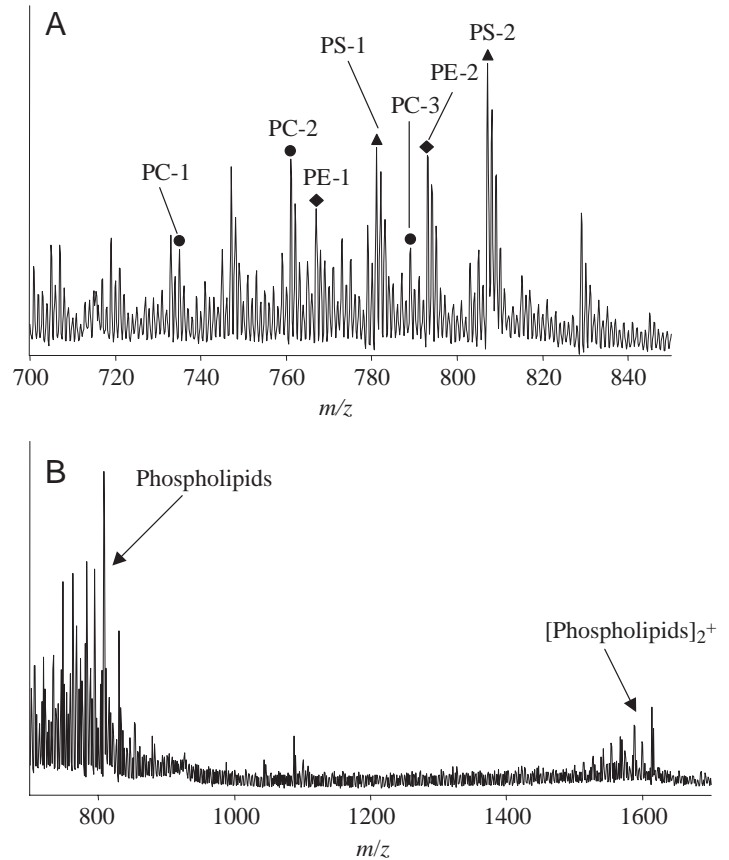 A
PS-2
PS-1
PE-2
PC-3
PC-2
PC-1
PE-1
700 720 740 760 780 800 820 840
m/z
B
Phospholipids
[Phospholipids]₂⁺
800 1000 1200 1400 1600
m/z